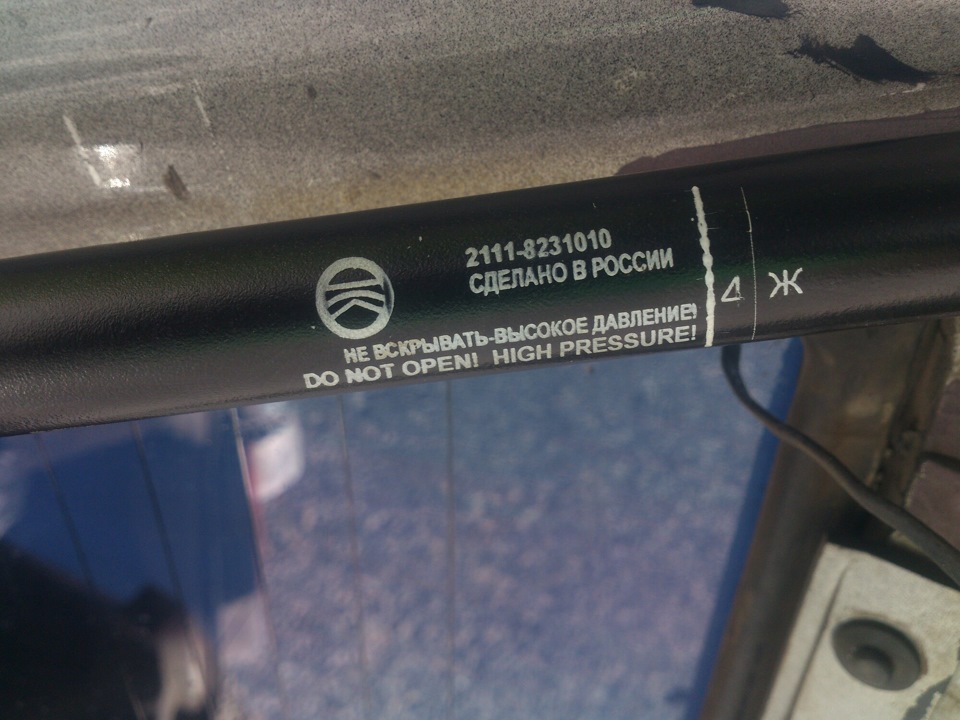 2111-8231010
СДЕЛАНО В РОССИИ
НЕ ВСКРЫВАТЬ-ВЫСОКОЕ ДАВЛЕНИЕ!
DO NOT OPEN! HIGH PRESSURE!
4 Ж